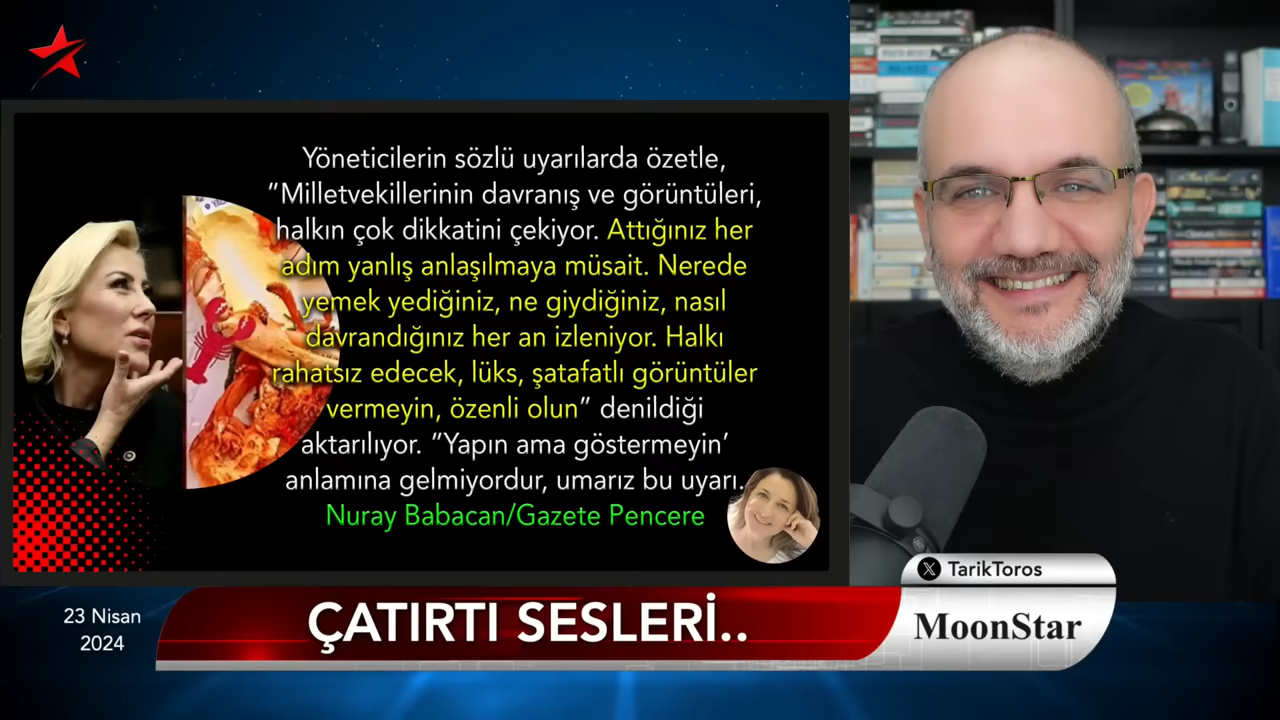 Yöneticilerin sözlü uyarılarda özetle,
“Milletvekillerinin davranış ve görüntüleri,
halkın çok dikkatini çekiyor. Attığınız her
adım yanlış anlaşılmaya müsait. Nerede
yemek yediğiniz, ne giydiğiniz, nasıl
davrandığınız her an izleniyor. Halkı
rahatsız edecek, lüks, şatafatlı görüntüler
vermeyin, özenli olun” denildiği
aktarılıyor. “Yapın ama göstermeyin’
anlamına gelmiyordur, umarız bu uyarı.
Nuray Babacan/Gazete Pencere
TarikToros
MoonStar
23 Nisan
2024
ÇATIRTI SESLERİ..